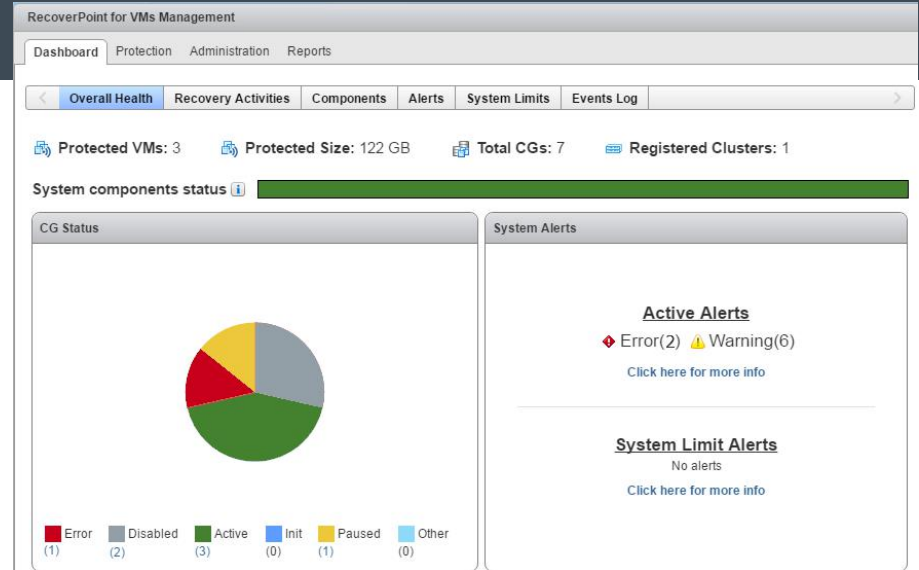 RecoverPoint for VMs Management
Dashboard Protection Administration Reports
Overall Health Recovery Activities Components Alerts System Limits Events Log
Protected VMs: 3 Protected Size: 122 GB Total CGs: 7 Registered Clusters: 1
System components status
CG Status
System Alerts
Active Alerts
Error(2) Warning(6)
Click here for more info
System Limit Alerts
No alerts
Click here for more info
Error Disabled Active Init Paused Other
(1) (2) (3) (0) (1) (0)